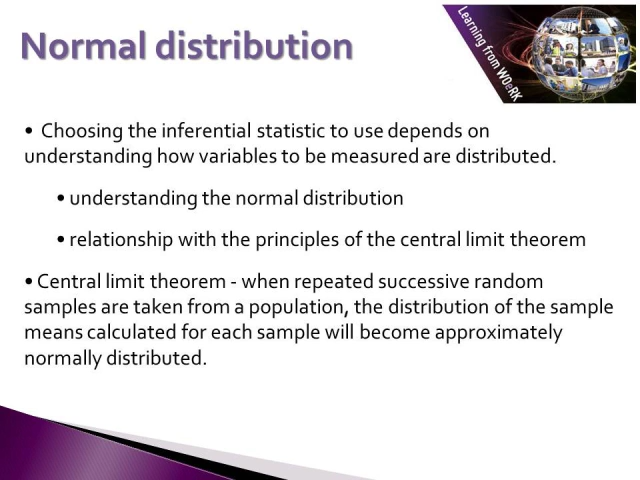 Normal distribution
Learning from WOeRK
• Choosing the inferential statistic to use depends on
understanding how variables to be measured are distributed.
• understanding the normal distribution
• relationship with the principles of the central limit theorem
• Central limit theorem - when repeated successive random
samples are taken from a population, the distribution of the sample
means calculated for each sample will become approximately
normally distributed.